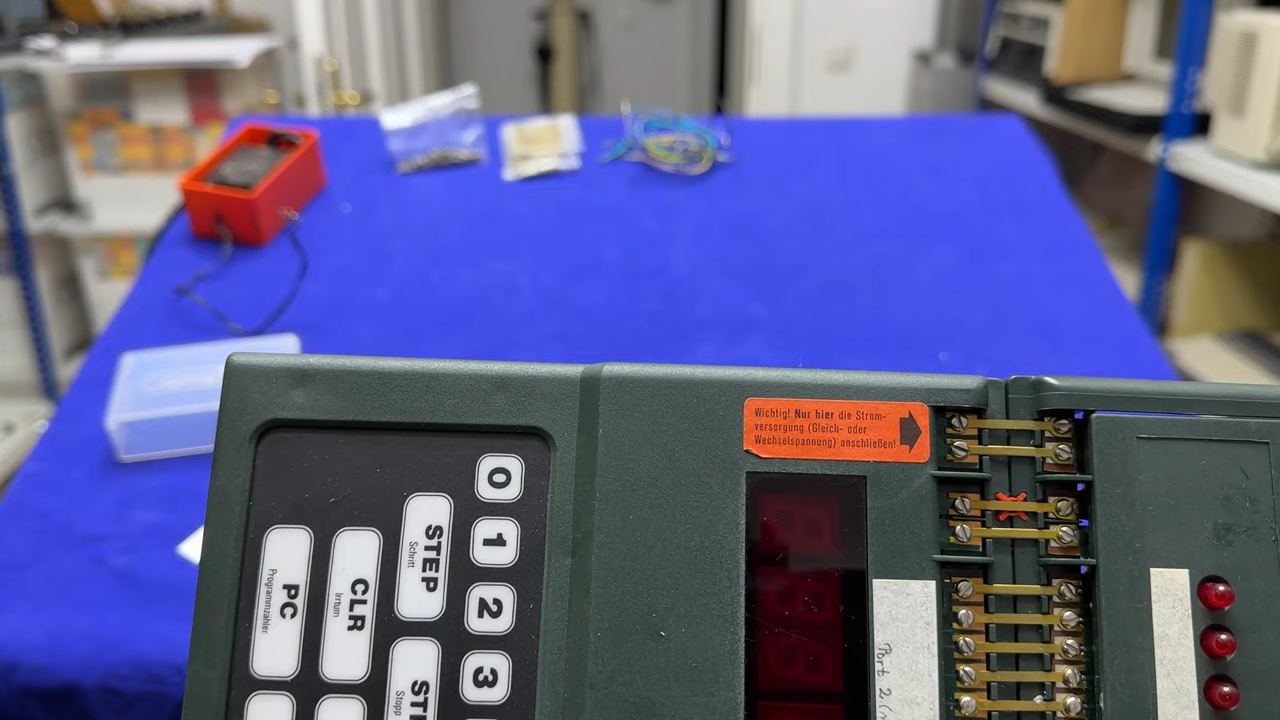 Wichtig! Nur hier die Strom-
versorgung (Gleich- oder
Wechselspannung) anschließen!
0
1
2
3
STEP
Schritt
CLR
Irrtum
PC
Programmzähler
Stopp
Port 2